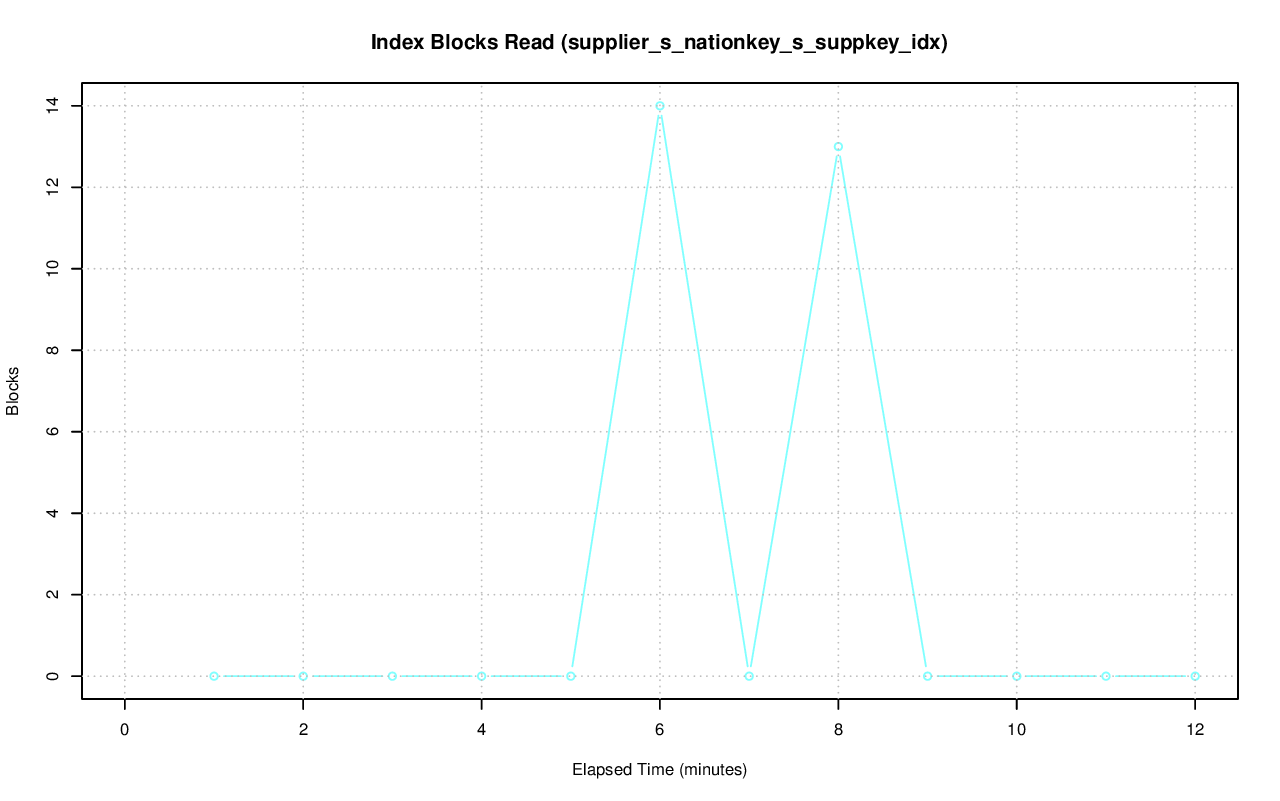 Index Blocks Read (supplier_s_nationkey_s_suppkey_idx)
14
12
10
8
6
4
2
0
Blocks
0 2 4 6 8 10 12
Elapsed Time (minutes)